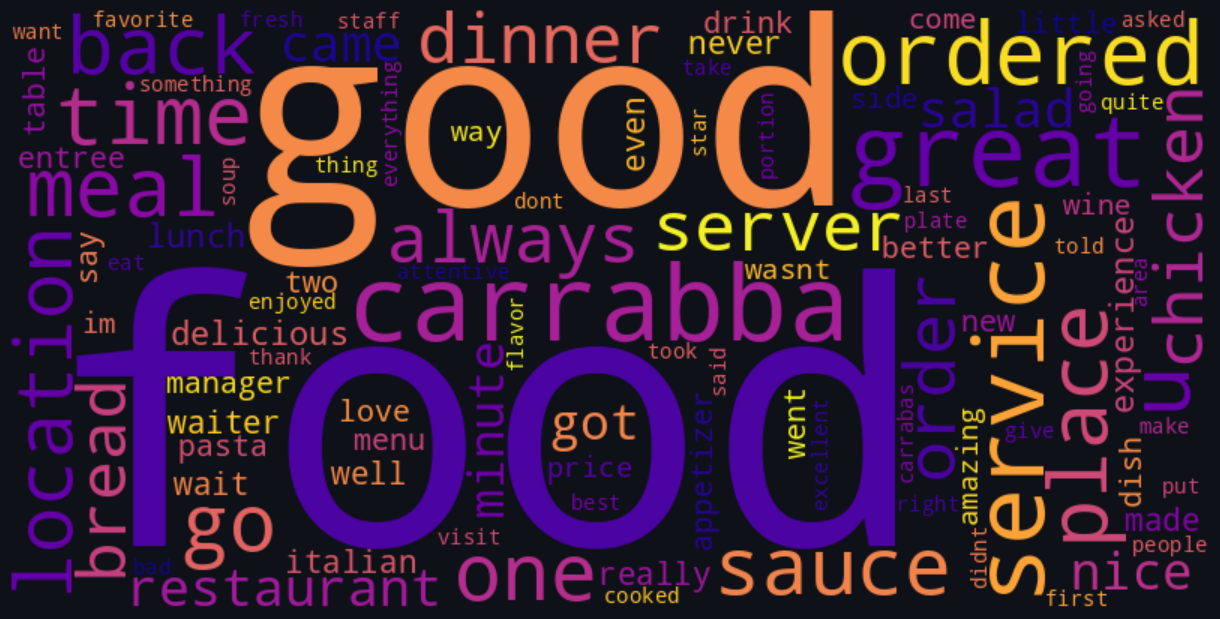 want
favorite
fresh
staff
dinner
drink
come
little
asked
back
came
never
ordered
table
something
good
take
going
time
everything
way
even
star
portion
side
salad
quite
entree
soup
thing
great
chicken
meal
dont
last
wine
say
lunch
always
server
plate
better
told
location
eat
two
attentive
wasnt
service
experience
area
enjoyed
carrabba
im
delicious
flavor
order
new
place
u
thank
minute
took
said
food
bread
manager
love
got
went
excellent
carrabbas
give
make
waiter
menu
pasta
well
price
appetizer
amazing
dish
wait
best
right
put
go
visit
made
people
bad
italian
one
really
sauce
didnt
nice
restaurant
cooked
first